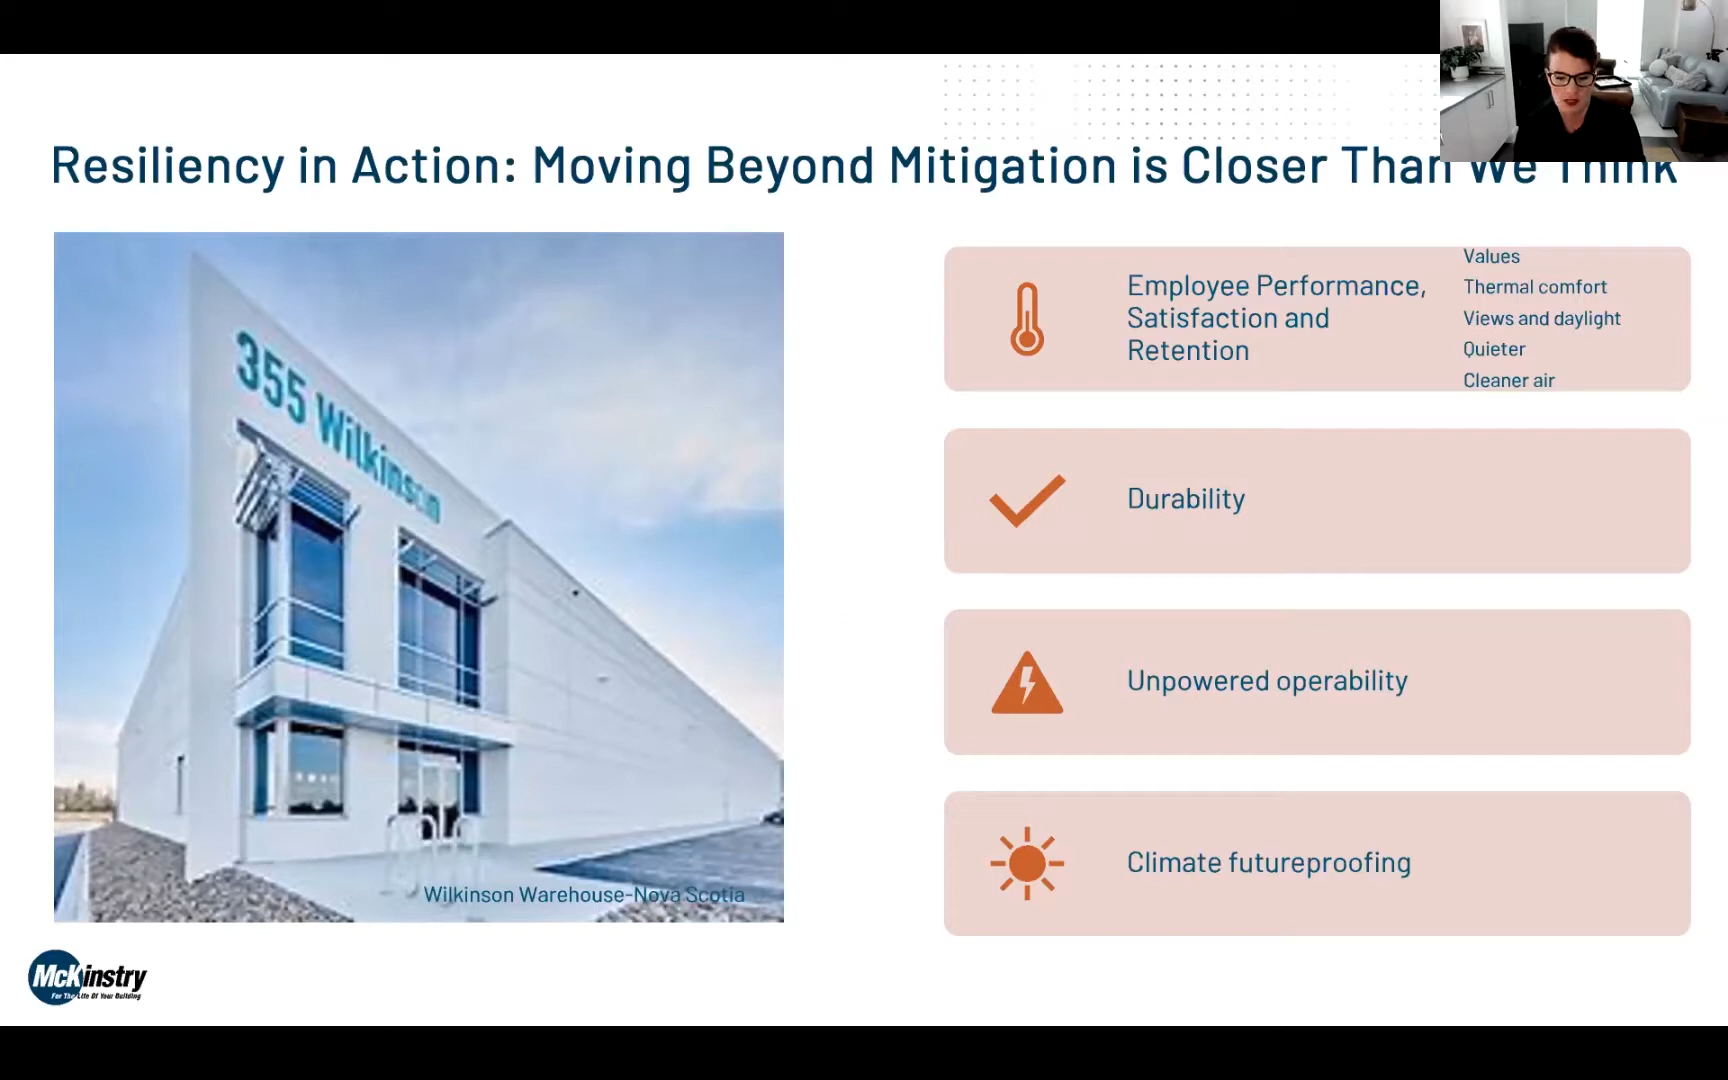 Resiliency in Action: Moving Beyond Mitigation is Closer Than We Think
355 Wilkinson
Wilkinson Warehouse-Nova Scotia
Employee Performance,
Satisfaction and
Retention
Values
Thermal comfort
Views and daylight
Quieter
Cleaner air
Durability
Unpowered operability
Climate futureproofing
McKinstry
For The Life Of Your Building